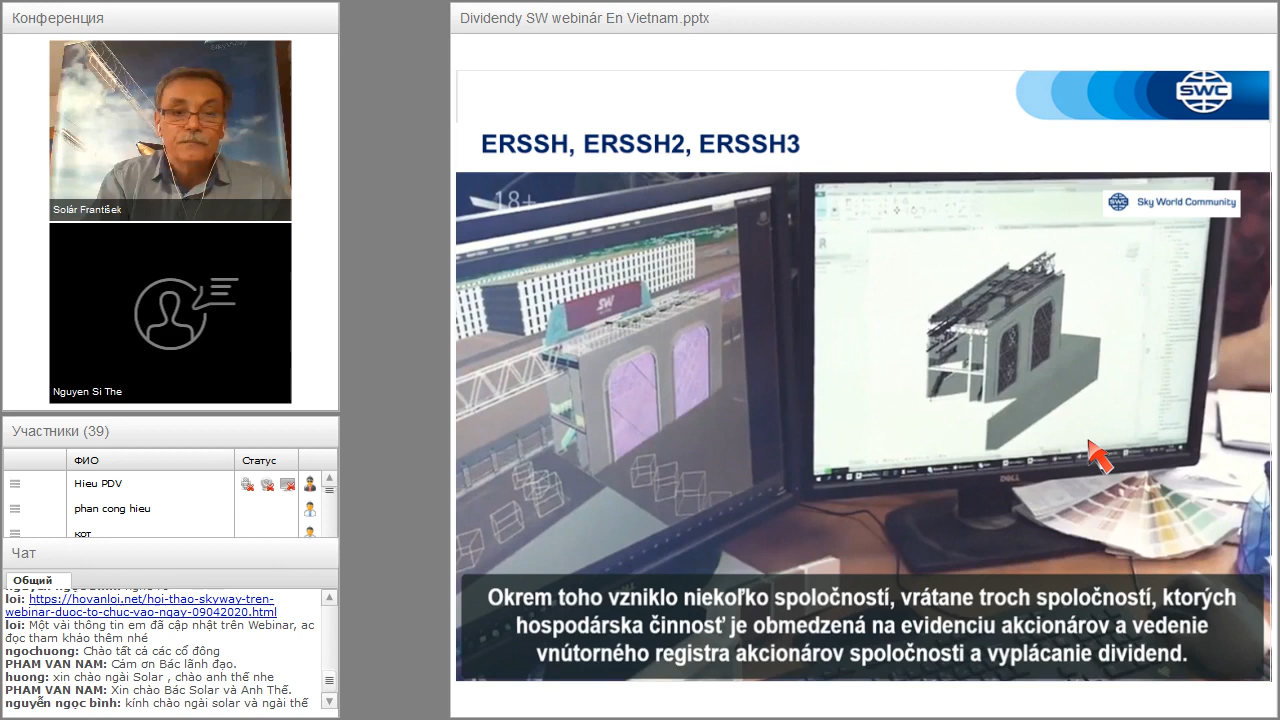 Конференция
Solár František
Nguyen Si The
Участники (39)
ФИО
Статус
Hieu PDV
phan cong hieu
кот
Чат
Общий
loi: https://hovanloi.net/hoi-thao-skyway-tren-
webinar-duoc-to-chuc-vao-ngay-09042020.html
loi: Một vài thông tin em đã cập nhật trên Webinar, ac
đọc tham khảo thêm nhé
ngochuong: Chào tất cả các cổ đông
PHAM VAN NAM: Cảm ơn Bác lãnh đạo.
huong: xin chào ngài Solar , chào anh thế nhe
PHAM VAN NAM: Xin chào Bác Solar và Anh Thế.
nguyễn ngọc bình: kính chào ngài solar và ngài thế
Dividendy SW webinár En Vietnam.pptx
SWC
ERSSH, ERSSH2, ERSSH3
18+
SWC Sky World Community
SW
DELL
Okrem toho vzniklo niekoľko spoločností, vrátane troch spoločností, ktorých
hospodárska činnosť je obmedzená na evidenciu akcionárov a vedenie
vnútorného registra akcionárov spoločnosti a vyplácanie dividend.